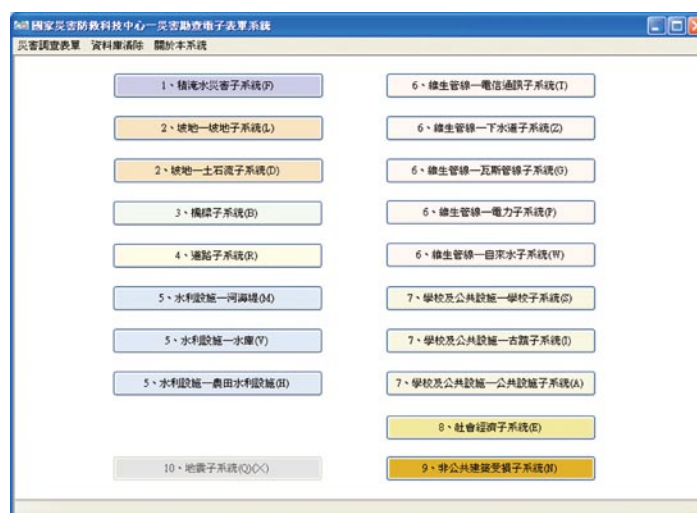 國家災害防救科技中心—災害勘查電子表單系統
災害調查表單 資料庫清除 關於本系統
1、積淹水災害子系統(F)
2、坡地—坡地子系統(L)
2、坡地—土石流子系統(D)
3、橋樑子系統(B)
4、道路子系統(R)
5、水利設施—河海堤(M)
5、水利設施—水庫(V)
5、水利設施—農田水利設施(H)
10、地震子系統(Q)(X)
6、維生管線—電信通訊子系統(T)
6、維生管線—下水道子系統(Z)
6、維生管線—瓦斯管線子系統(G)
6、維生管線—電力子系統(P)
6、維生管線—自來水子系統(W)
7、學校及公共設施—學校子系統(S)
7、學校及公共設施—古蹟子系統(I)
7、學校及公共設施—公共設施子系統(A)
8、社會經濟子系統(E)
9、非公共建築受損子系統(N)